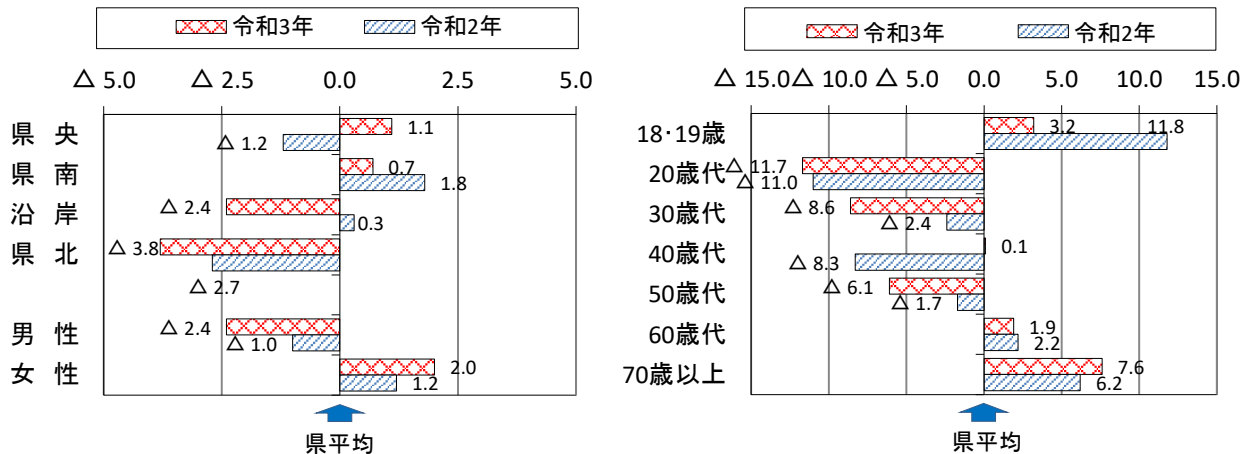 令和3年 令和2年
△ 5.0 △ 2.5 0.0 2.5 5.0
県央 1.1
△ 1.2
県南 0.7
1.8
沿岸 △ 2.4
0.3
県北 △ 3.8
△ 2.7
男性 △ 2.4
△ 1.0
女性 2.0
1.2
県平均
令和3年 令和2年
△ 15.0 △ 10.0 △ 5.0 0.0 5.0 10.0 15.0
18・19歳 3.2
11.8
20歳代 △ 11.7
△ 11.0
30歳代 △ 8.6
△ 2.4
40歳代 0.1
△ 8.3
50歳代 △ 6.1
△ 1.7
60歳代 1.9
2.2
70歳以上 7.6
6.2
県平均